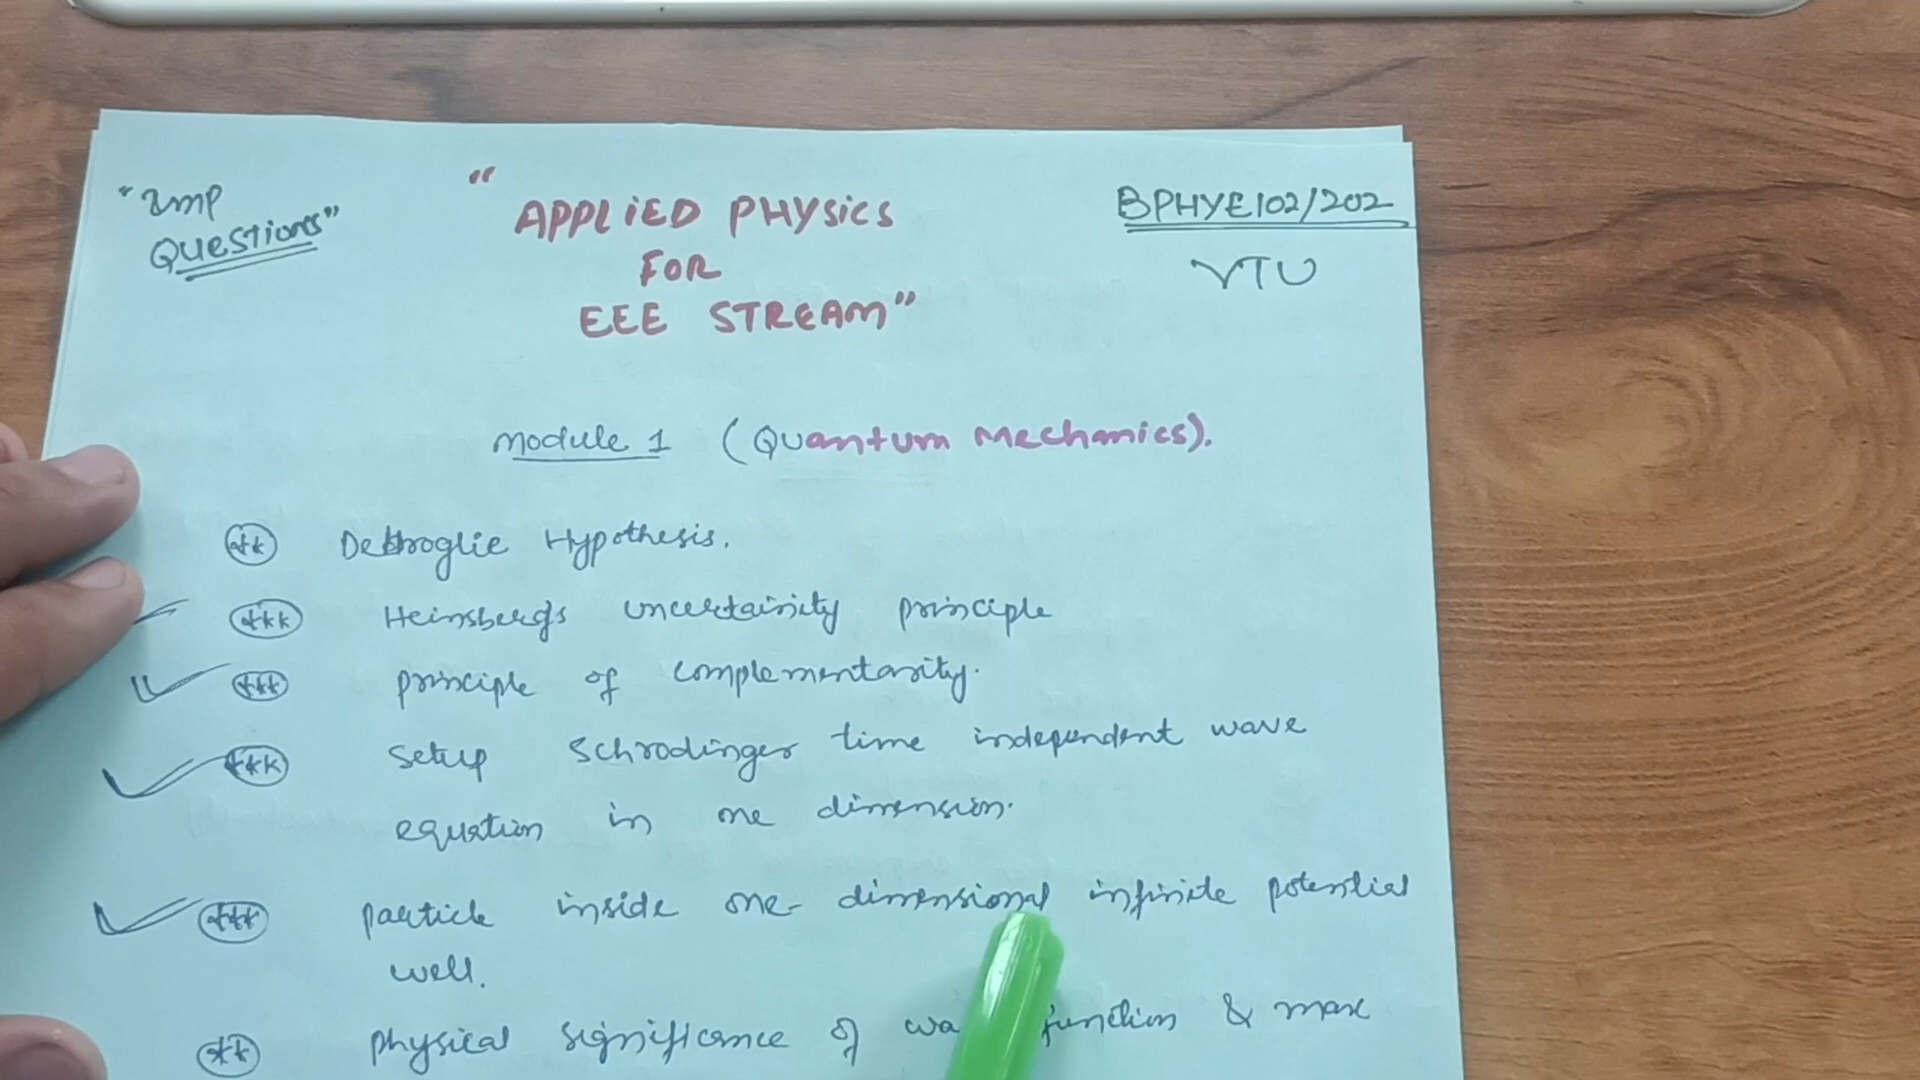 "Imp
Questions"
"
APPLiED PHYsics
FOR
EEE STREAM"
BPHYE102/202
VTU
Module 1 (Quantum Mechanics).
** Debroglie Hypothesis.
*** Heinsbergs uncertainity principle
*** principle of complementarity.
*** setup Schrodinger time independent wave
equation in one dimension.
*** particle inside one-dimensional infinite potential
well.
** physical significance of function & max